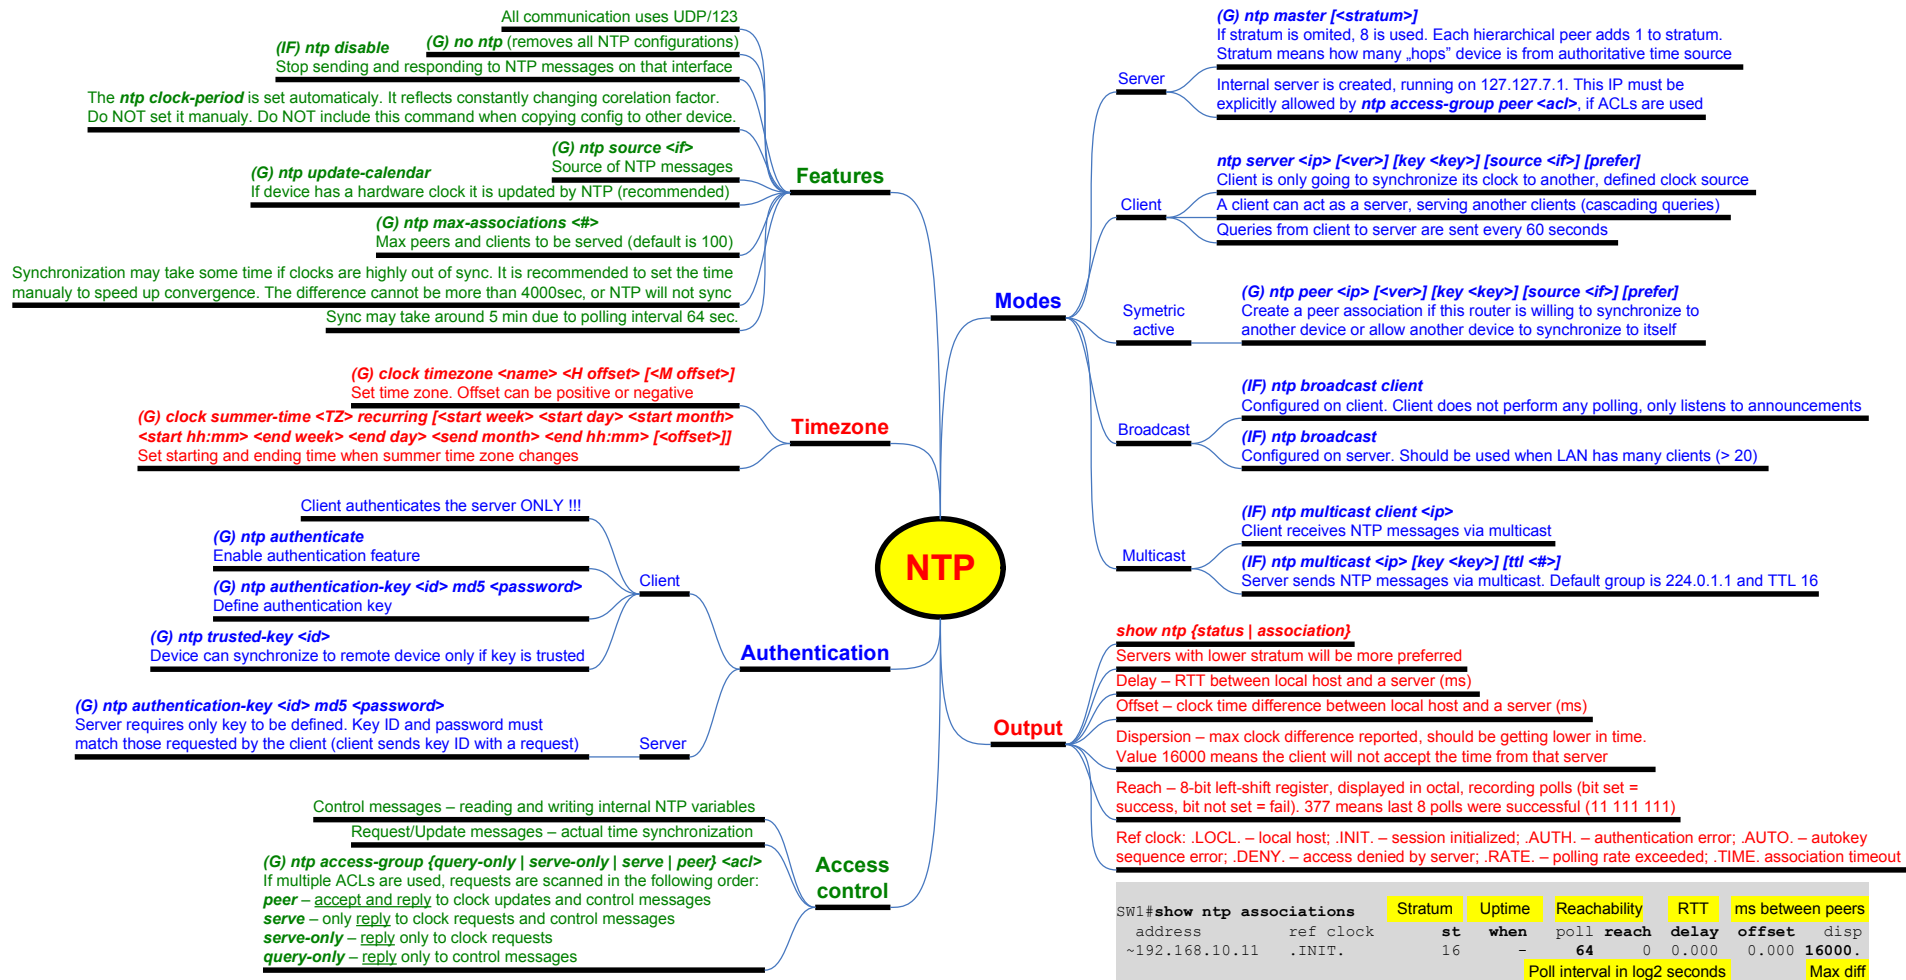 All communication uses UDP/123
(G) no ntp (removes all NTP configurations)
(IF) ntp disable
Stop sending and responding to NTP messages on that interface
The ntp clock-period is set automaticaly. It reflects constantly changing corelation factor.
Do NOT set it manualy. Do NOT include this command when copying config to other device.
(G) ntp source <if>
Source of NTP messages
(G) ntp update-calendar
If device has a hardware clock it is updated by NTP (recommended)
(G) ntp max-associations <#>
Max peers and clients to be served (default is 100)
Synchronization may take some time if clocks are highly out of sync. It is recommended to set the time
manualy to speed up convergence. The difference cannot be more than 4000sec, or NTP will not sync
Sync may take around 5 min due to polling interval 64 sec.
Features
(G) clock timezone <name> <H offset> [<M offset>]
Set time zone. Offset can be positive or negative
(G) clock summer-time <TZ> recurring [<start week> <start day> <start month>
<start hh:mm> <end week> <end day> <send month> <end hh:mm> [<offset>]]
Set starting and ending time when summer time zone changes
Timezone
Client authenticates the server ONLY !!!
(G) ntp authenticate
Enable authentication feature
(G) ntp authentication-key <id> md5 <password>
Define authentication key
(G) ntp trusted-key <id>
Device can synchronize to remote device only if key is trusted
Client
(G) ntp authentication-key <id> md5 <password>
Server requires only key to be defined. Key ID and password must
match those requested by the client (client sends key ID with a request)
Server
Authentication
Control messages – reading and writing internal NTP variables
Request/Update messages – actual time synchronization
(G) ntp access-group {query-only | serve-only | serve | peer} <acl>
If multiple ACLs are used, requests are scanned in the following order:
peer – accept and reply to clock updates and control messages
serve – only reply to clock requests and control messages
serve-only – reply only to clock requests
query-only – reply only to control messages
Access
control
NTP
Modes
Server
(G) ntp master [<stratum>]
If stratum is omited, 8 is used. Each hierarchical peer adds 1 to stratum.
Stratum means how many „hops” device is from authoritative time source
Internal server is created, running on 127.127.7.1. This IP must be
explicitly allowed by ntp access-group peer <acl>, if ACLs are used
Client
ntp server <ip> [<ver>] [key <key>] [source <if>] [prefer]
Client is only going to synchronize its clock to another, defined clock source
A client can act as a server, serving another clients (cascading queries)
Queries from client to server are sent every 60 seconds
Symetric
active
(G) ntp peer <ip> [<ver>] [key <key>] [source <if>] [prefer]
Create a peer association if this router is willing to synchronize to
another device or allow another device to synchronize to itself
Broadcast
(IF) ntp broadcast client
Configured on client. Client does not perform any polling, only listens to announcements
(IF) ntp broadcast
Configured on server. Should be used when LAN has many clients (> 20)
Multicast
(IF) ntp multicast client <ip>
Client receives NTP messages via multicast
(IF) ntp multicast <ip> [key <key>] [ttl <#>]
Server sends NTP messages via multicast. Default group is 224.0.1.1 and TTL 16
Output
show ntp {status | association}
Servers with lower stratum will be more preferred
Delay – RTT between local host and a server (ms)
Offset – clock time difference between local host and a server (ms)
Dispersion – max clock difference reported, should be getting lower in time.
Value 16000 means the client will not accept the time from that server
Reach – 8-bit left-shift register, displayed in octal, recording polls (bit set =
success, bit not set = fail). 377 means last 8 polls were successful (11 111 111)
Ref clock: .LOCL. – local host; .INIT. – session initialized; .AUTH. – authentication error; .AUTO. – autokey
sequence error; .DENY. – access denied by server; .RATE. – polling rate exceeded; .TIME. association timeout
SW1#show ntp associations Stratum Uptime Reachability RTT ms between peers
address ref clock st when poll reach delay offset disp
~192.168.10.11 .INIT. 16 - 64 0 0.000 0.000 16000.
Poll interval in log2 seconds Max diff